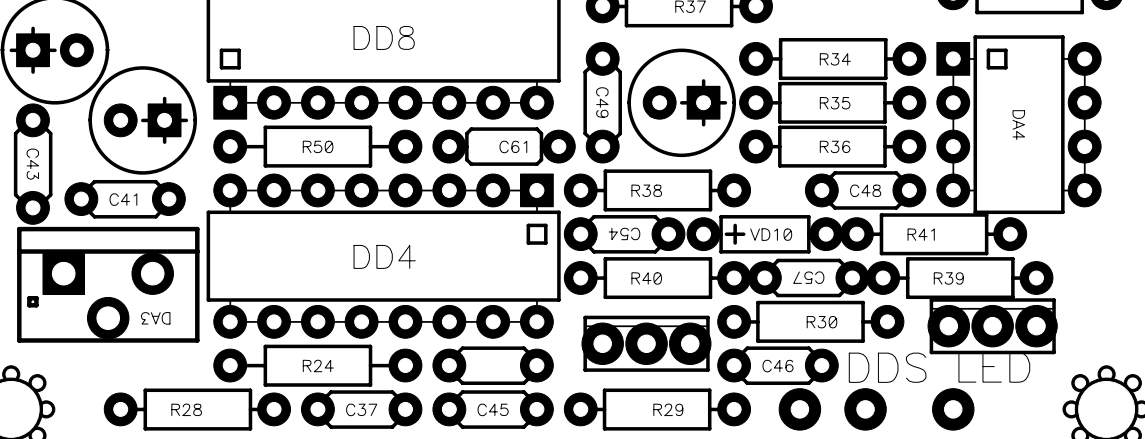 R37
DD8
R34
C49
R35
DA4
R50
C61
R36
C43
C41
R38
C48
C54
VD10
R41
DD4
R40
C57
R39
DA3
R30
R24
C46
DDS LED
R28
C37
C45
R29